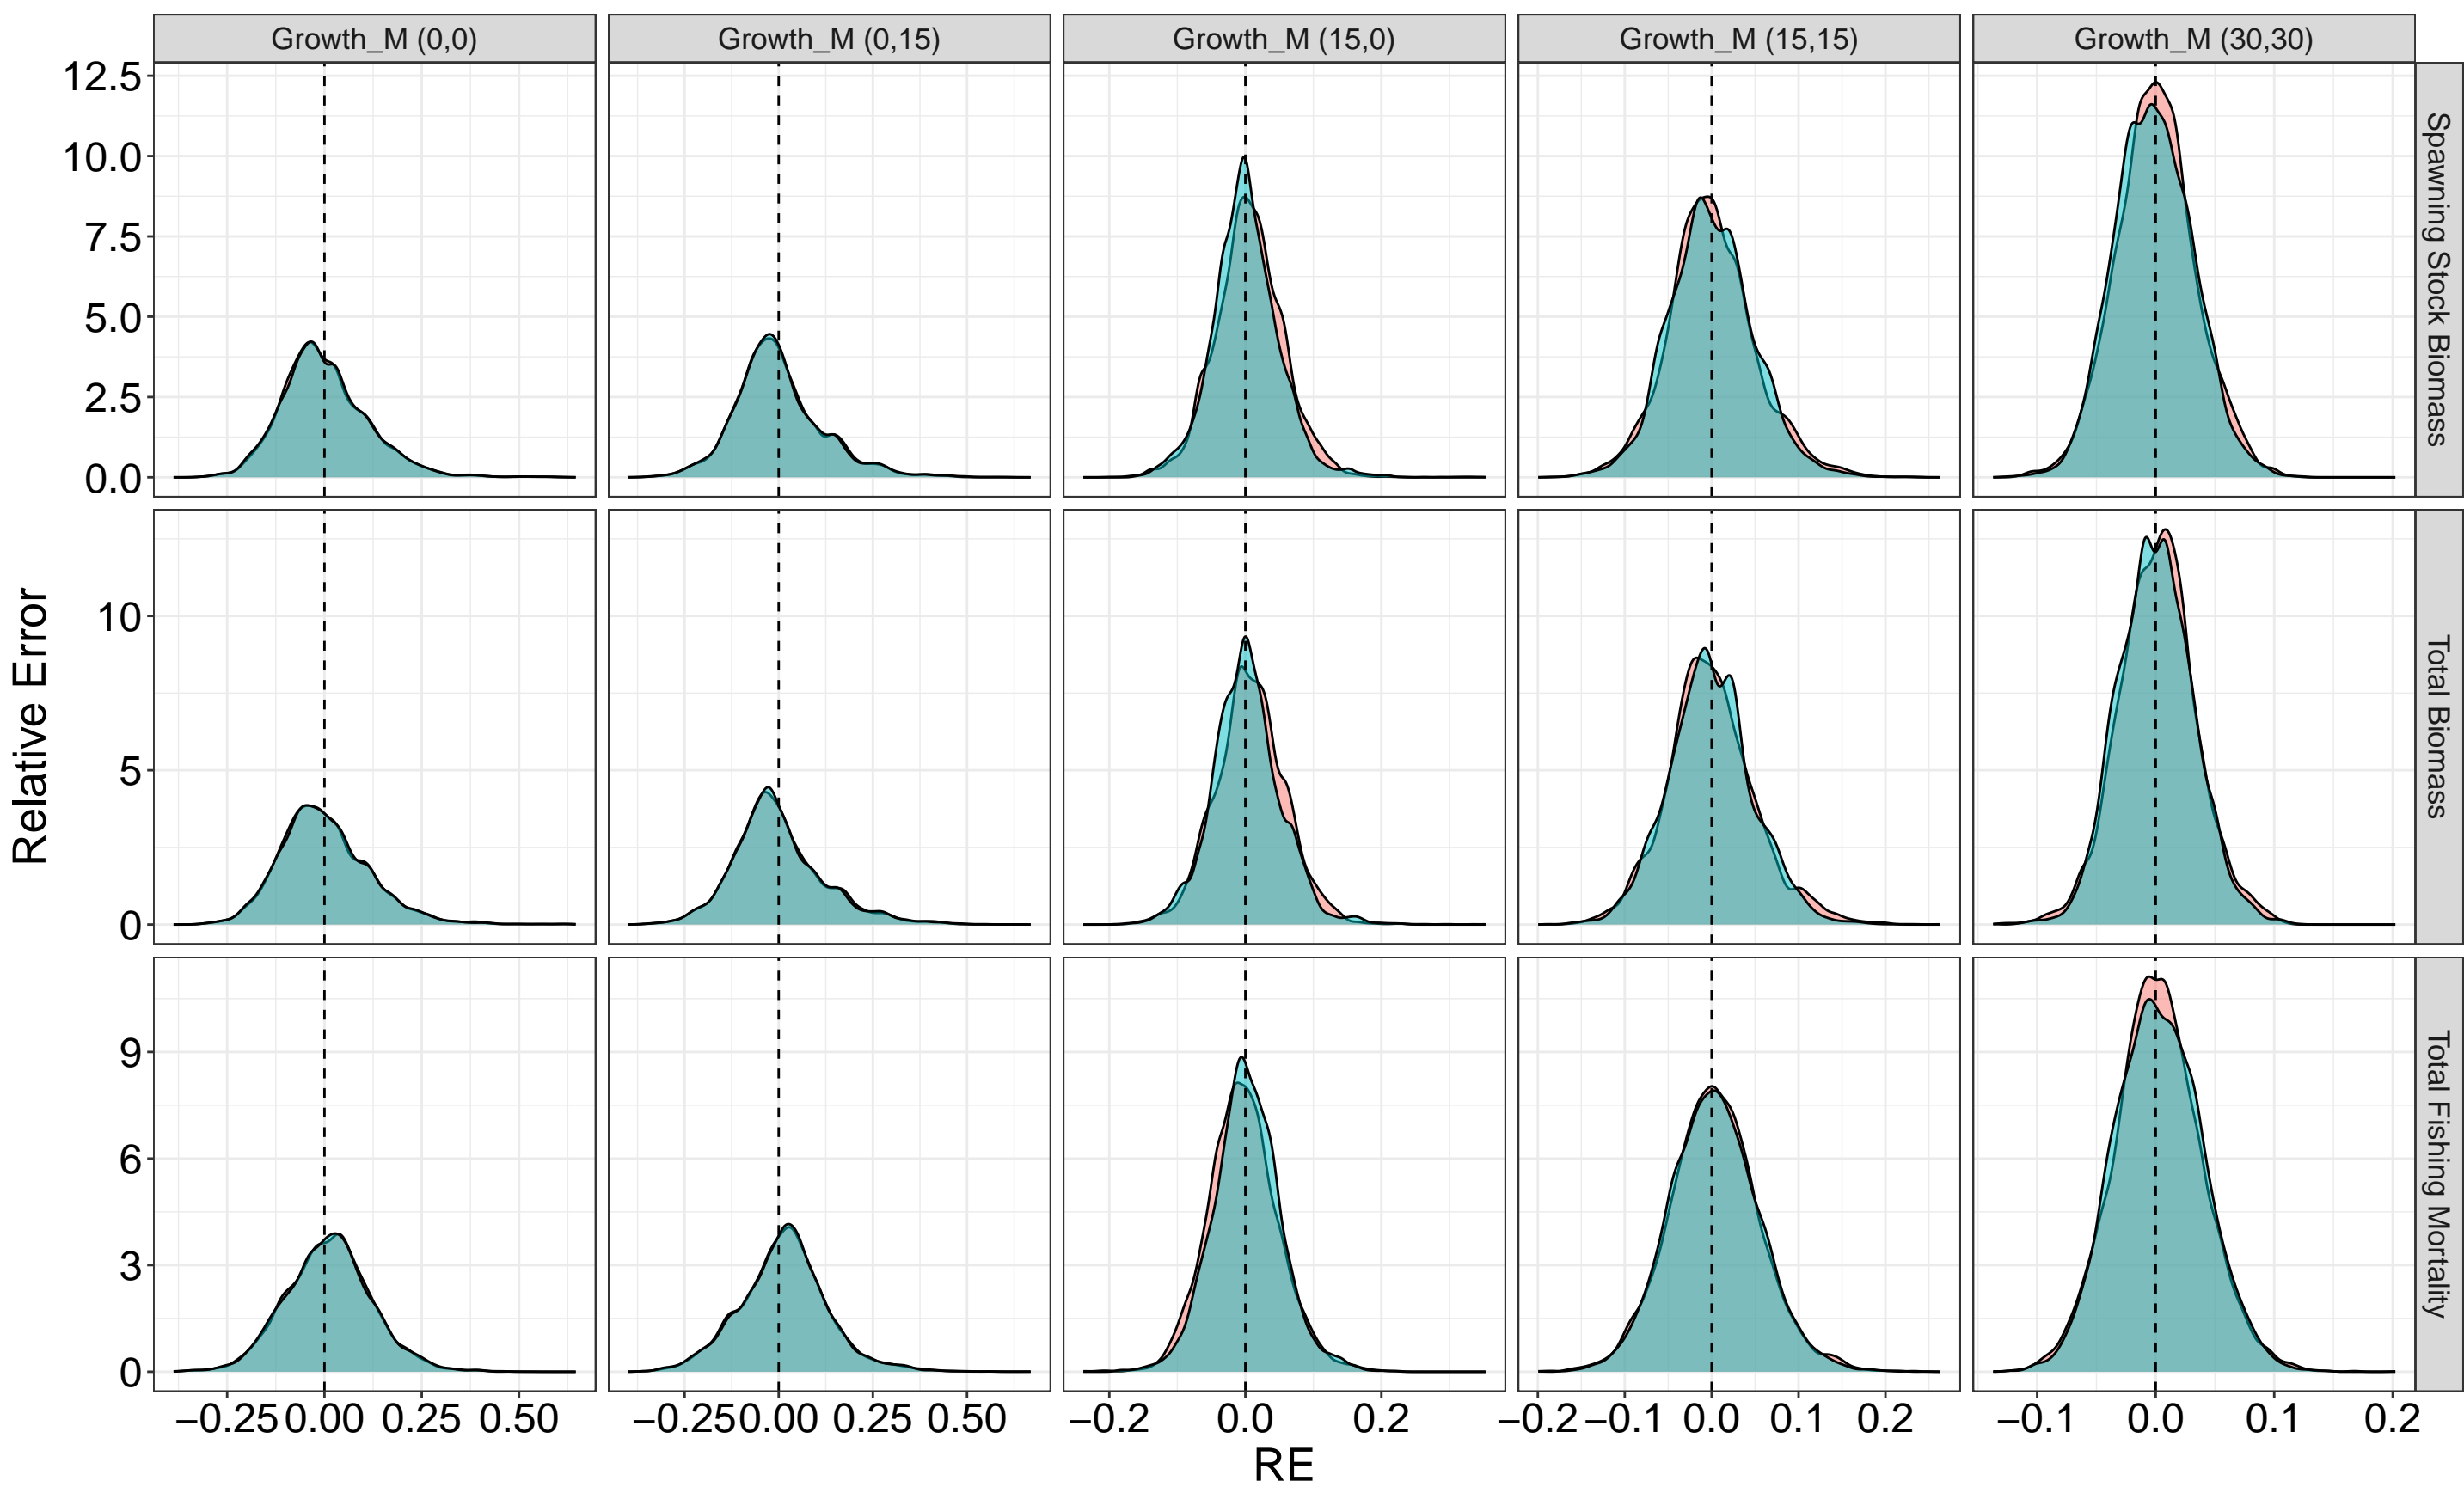 Growth_M (0,0)
Growth_M (0,15)
Growth_M (15,0)
Growth_M (15,15)
Growth_M (30,30)
12.5
10.0
7.5
5.0
2.5
0.0
Spawning Stock Biomass
10
5
0
Total Biomass
Relative Error
9
6
3
0
Total Fishing Mortality
−0.25 0.00 0.25 0.50
−0.25 0.00 0.25 0.50
−0.2 0.0 0.2
−0.2 −0.1 0.0 0.1 0.2
−0.1 0.0 0.1 0.2
RE